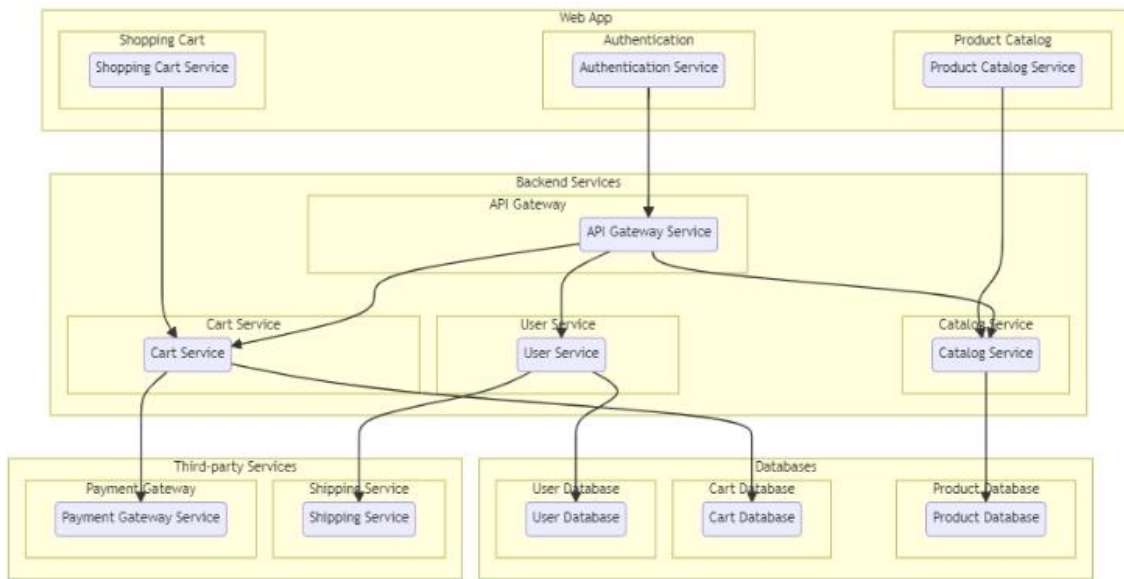 Web App
Shopping Cart
Authentication
Product Catalog
Shopping Cart Service
Authentication Service
Product Catalog Service
Backend Services
API Gateway
API Gateway Service
Cart Service
User Service
Catalog Service
Cart Service
User Service
Catalog Service
Third-party Services
Databases
Payment Gateway
Shipping Service
User Database
Cart Database
Product Database
Payment Gateway Service
Shipping Service
User Database
Cart Database
Product Database